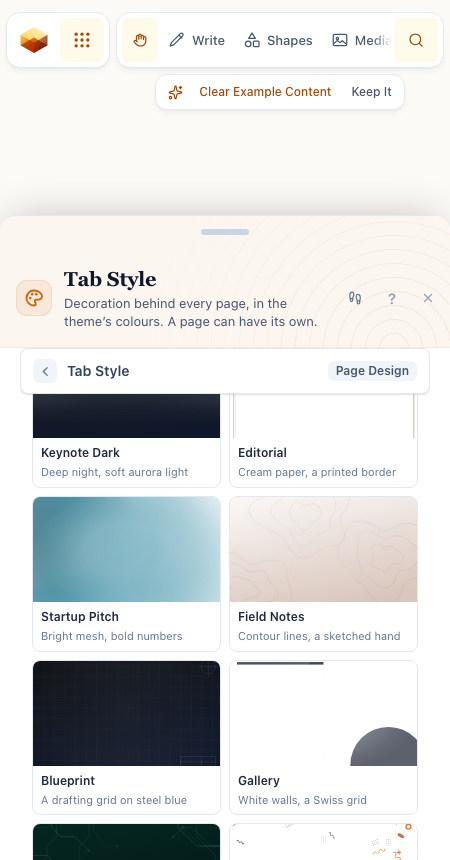 Write
Shapes
Media
Clear Example Content
Keep It
Tab Style
Decoration behind every page, in the
theme’s colours. A page can have its own.
?
Tab Style
Page Design
Keynote Dark
Deep night, soft aurora light
Editorial
Cream paper, a printed border
Startup Pitch
Bright mesh, bold numbers
Field Notes
Contour lines, a sketched hand
Blueprint
A drafting grid on steel blue
Gallery
White walls, a Swiss grid